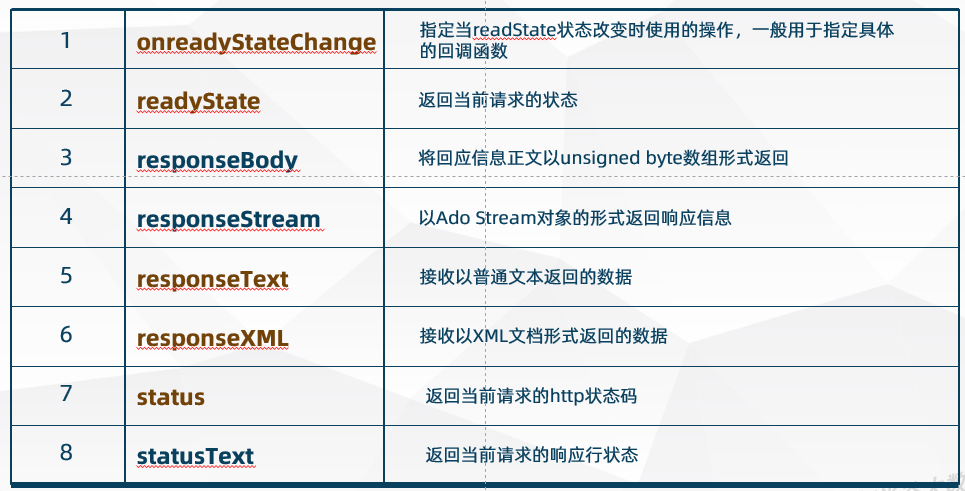 1
onreadyStateChange
指定当readState状态改变时使用的操作，一般用于指定具体
的回调函数
2
readyState
返回当前请求的状态
3
responseBody
将回应信息正文以unsigned byte数组形式返回
4
responseStream
以Ado Stream对象的形式返回响应信息
5
responseText
接收以普通文本返回的数据
6
responseXML
接收以XML文档形式返回的数据
7
status
返回当前请求的http状态码
8
statusText
返回当前请求的响应行状态